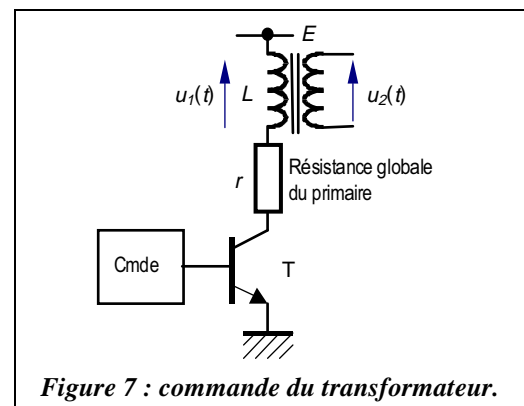 E
u1(t) L u2(t)
r Résistance globale
du primaire
Cmde T
Figure 7 : commande du transformateur.